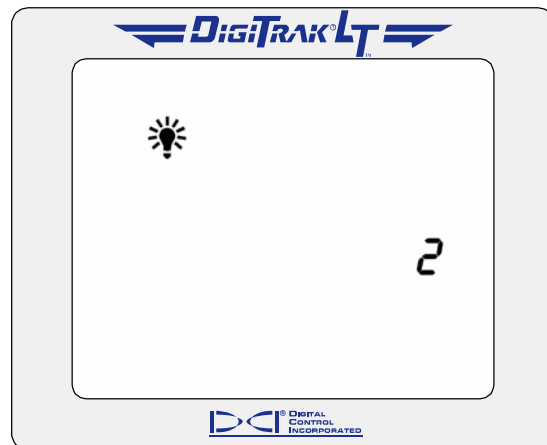 DIGITRAK® LT™
2
DCI® DIGITAL
CONTROL
INCORPORATED